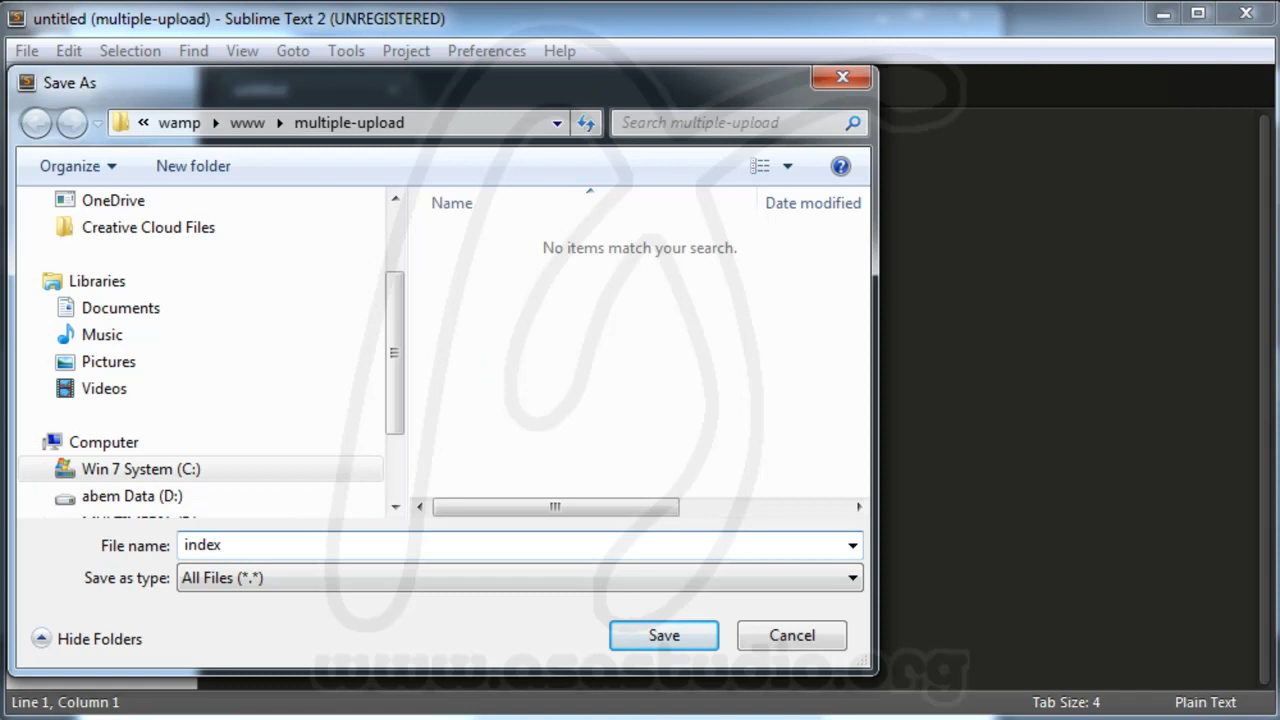 untitled (multiple-upload) - Sublime Text 2 (UNREGISTERED)
File Edit Selection Find View Goto Tools Project Preferences Help
Save As
« wamp www multiple-upload
Search multiple-upload
Organize New folder
OneDrive
Creative Cloud Files
Libraries
Documents
Music
Pictures
Videos
Computer
Win 7 System (C:)
abem Data (D:)
Name Date modified
No items match your search.
File name: index
Save as type: All Files (*.*)
Hide Folders
Save Cancel
www.asastudio.org
Line 1, Column 1
Tab Size: 4 Plain Text